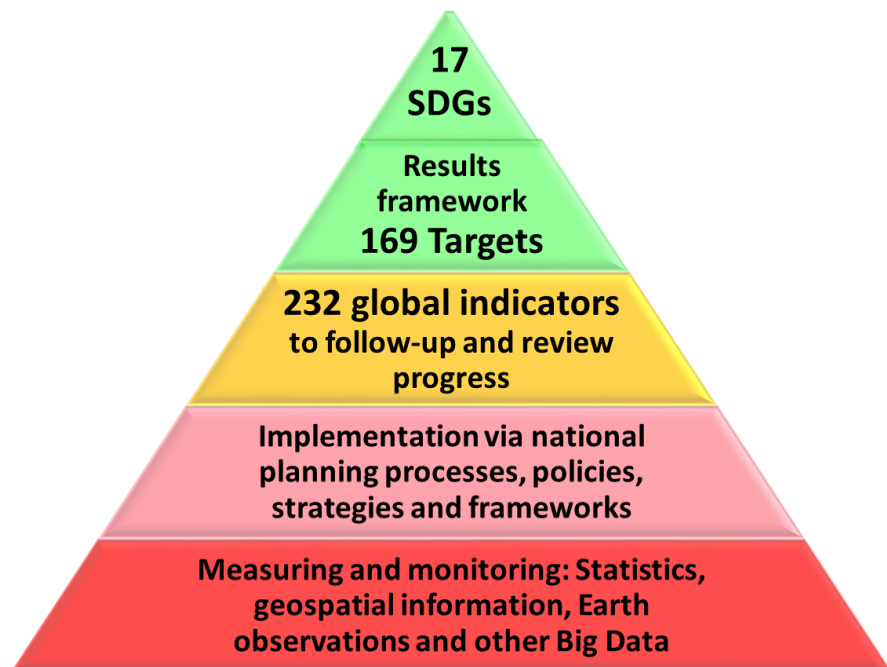 17
SDGs
Results
framework
169 Targets
232 global indicators
to follow-up and review
progress
Implementation via national
planning processes, policies,
strategies and frameworks
Measuring and monitoring: Statistics,
geospatial information, Earth
observations and other Big Data